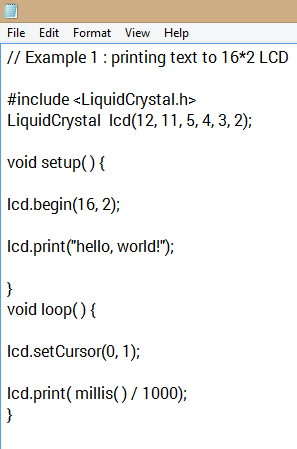 File Edit Format View Help
// Example 1 : printing text to 16*2 LCD
#include <LiquidCrystal.h>
LiquidCrystal  lcd(12, 11, 5, 4, 3, 2);
void setup( ) {
lcd.begin(16, 2);
lcd.print("hello, world!");
}
void loop( ) {
lcd.setCursor(0, 1);
lcd.print( millis( ) / 1000);
}